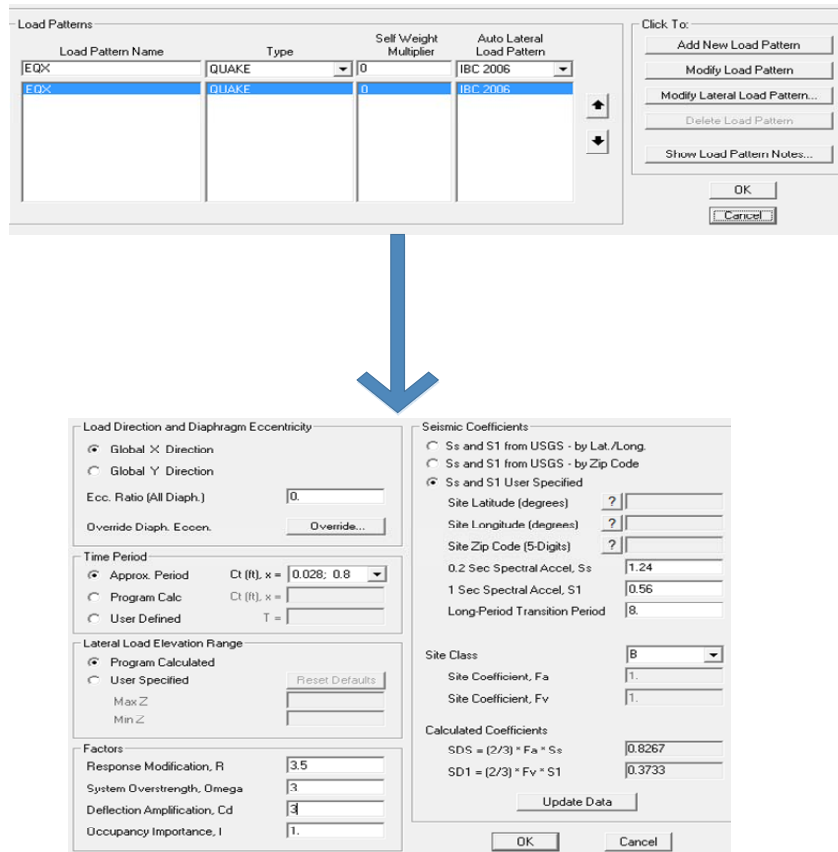 Load Patterns
Load Pattern Name Type Self Weight Multiplier Auto Lateral Load Pattern
EQX QUAKE 0 IBC 2006
EQX QUAKE 0 IBC 2006
Click To:
Add New Load Pattern
Modify Load Pattern
Modify Lateral Load Pattern...
Delete Load Pattern
Show Load Pattern Notes...
OK
Cancel
Load Direction and Diaphragm Eccentricity
Global X Direction
Global Y Direction
Ecc. Ratio (All Diaph.) 0.
Override Diaph. Eccen. Override...
Time Period
Approx. Period Ct (ft), x = 0.028; 0.8
Program Calc Ct (ft), x =
User Defined T =
Lateral Load Elevation Range
Program Calculated
User Specified Reset Defaults
Max Z
Min Z
Factors
Response Modification, R 3.5
System Overstrength, Omega 3
Deflection Amplification, Cd 3
Occupancy Importance, I 1.
Seismic Coefficients
Ss and S1 from USGS - by Lat./Long.
Ss and S1 from USGS - by Zip Code
Ss and S1 User Specified
Site Latitude (degrees) ?
Site Longitude (degrees) ?
Site Zip Code (5-Digits) ?
0.2 Sec Spectral Accel, Ss 1.24
1 Sec Spectral Accel, S1 0.56
Long-Period Transition Period 8.
Site Class B
Site Coefficient, Fa 1.
Site Coefficient, Fv 1.
Calculated Coefficients
SDS = (2/3) * Fa * Ss 0.8267
SD1 = (2/3) * Fv * S1 0.3733
Update Data
OK Cancel